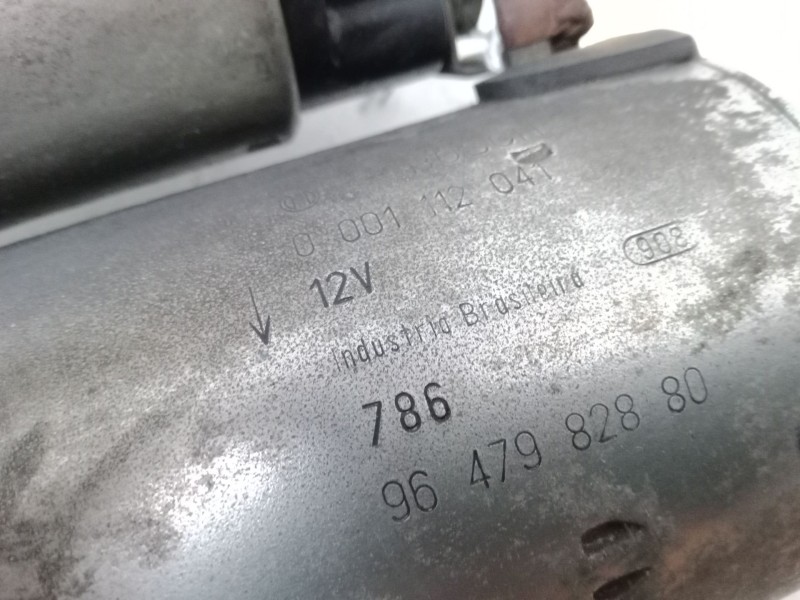 0 001 112 041
12V
Industria Brasileira
908
786
96 479 828 80